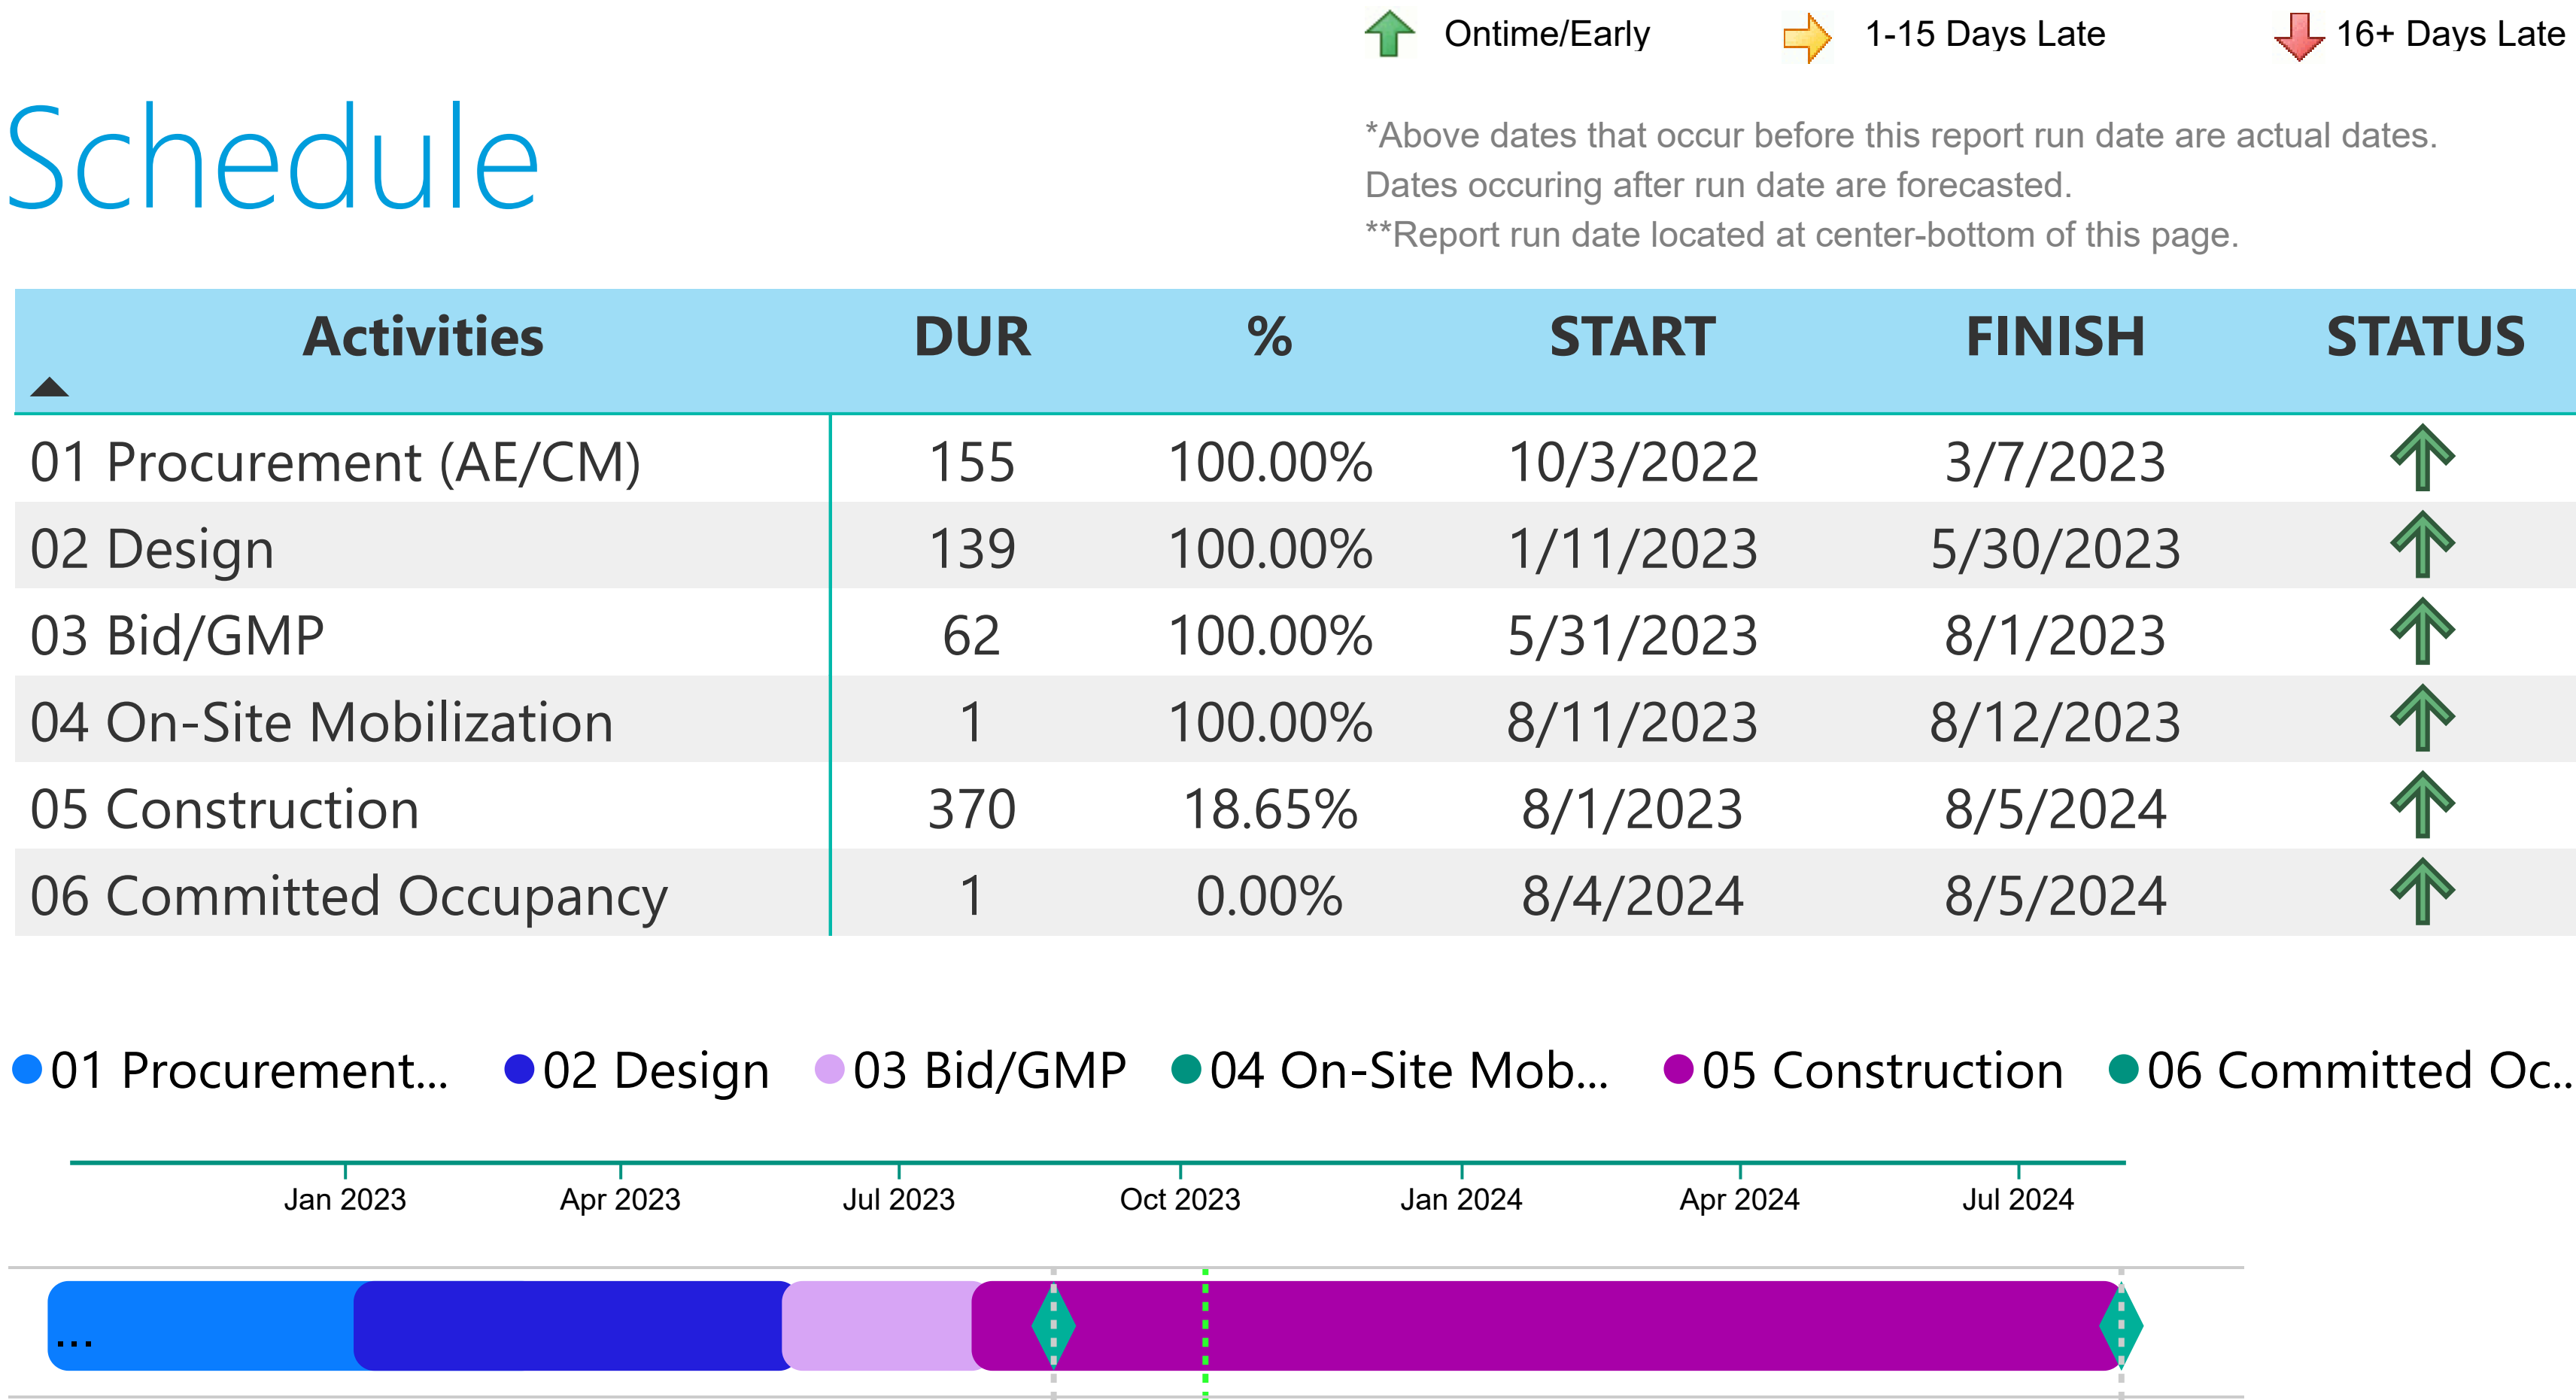 Ontime/Early 1-15 Days Late 16+ Days Late
Schedule
*Above dates that occur before this report run date are actual dates.
Dates occuring after run date are forecasted.
**Report run date located at center-bottom of this page.
Activities DUR % START FINISH STATUS
01 Procurement (AE/CM) 155 100.00% 10/3/2022 3/7/2023
02 Design 139 100.00% 1/11/2023 5/30/2023
03 Bid/GMP 62 100.00% 5/31/2023 8/1/2023
04 On-Site Mobilization 1 100.00% 8/11/2023 8/12/2023
05 Construction 370 18.65% 8/1/2023 8/5/2024
06 Committed Occupancy 1 0.00% 8/4/2024 8/5/2024
01 Procurement... 02 Design 03 Bid/GMP 04 On-Site Mob... 05 Construction 06 Committed Oc...
Jan 2023 Apr 2023 Jul 2023 Oct 2023 Jan 2024 Apr 2024 Jul 2024
...